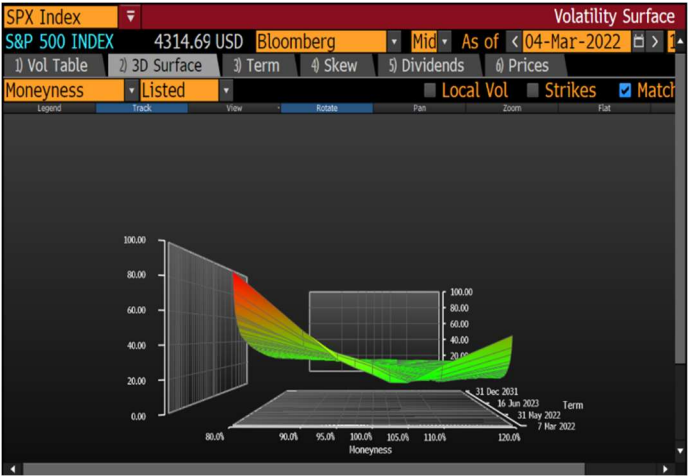 SPX Index Volatility Surface
S&P 500 INDEX 4314.69 USD Bloomberg Mid As of < 04-Mar-2022 >
1) Vol Table 2) 3D Surface 3) Term 4) Skew 5) Dividends 6) Prices
Moneyness Listed Local Vol Strikes Match
Legend Track View Rotate Pan Zoom Flat
100.00
80.00
60.00
40.00
20.00
0.00
100.00
80.00
60.00
40.00
20.00
31 Dec 2031
16 Jun 2023 Term
31 May 2022
7 Mar 2022
80.0% 90.0% 95.0% 100.0% 105.0% 110.0% 120.0%
Moneyness